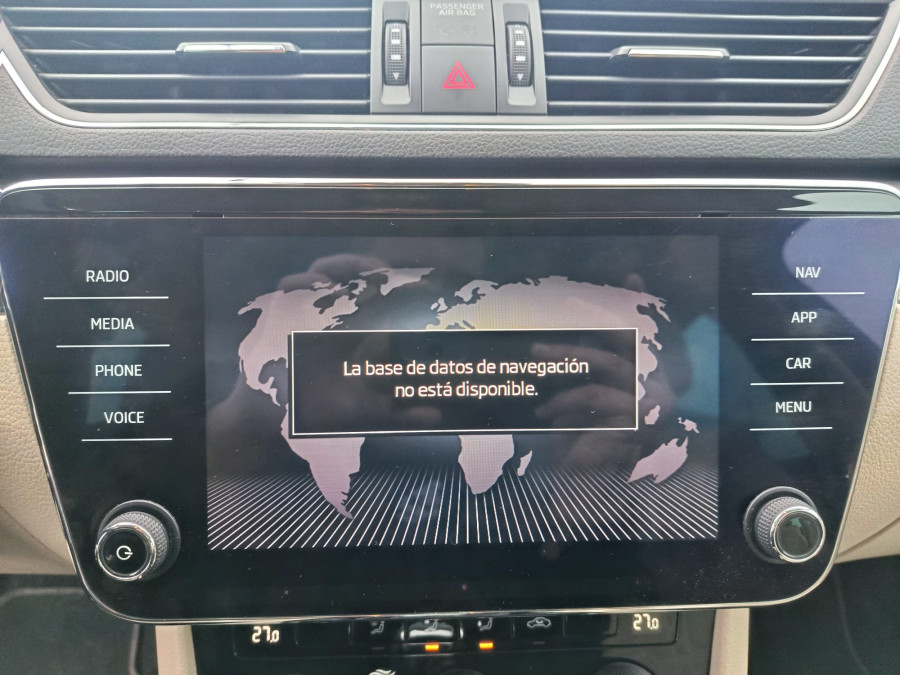 PASSENGER
AIR BAG
RADIO
MEDIA
PHONE
VOICE
NAV
APP
CAR
MENU
La base de datos de navegación
no está disponible.
27.0
27.0